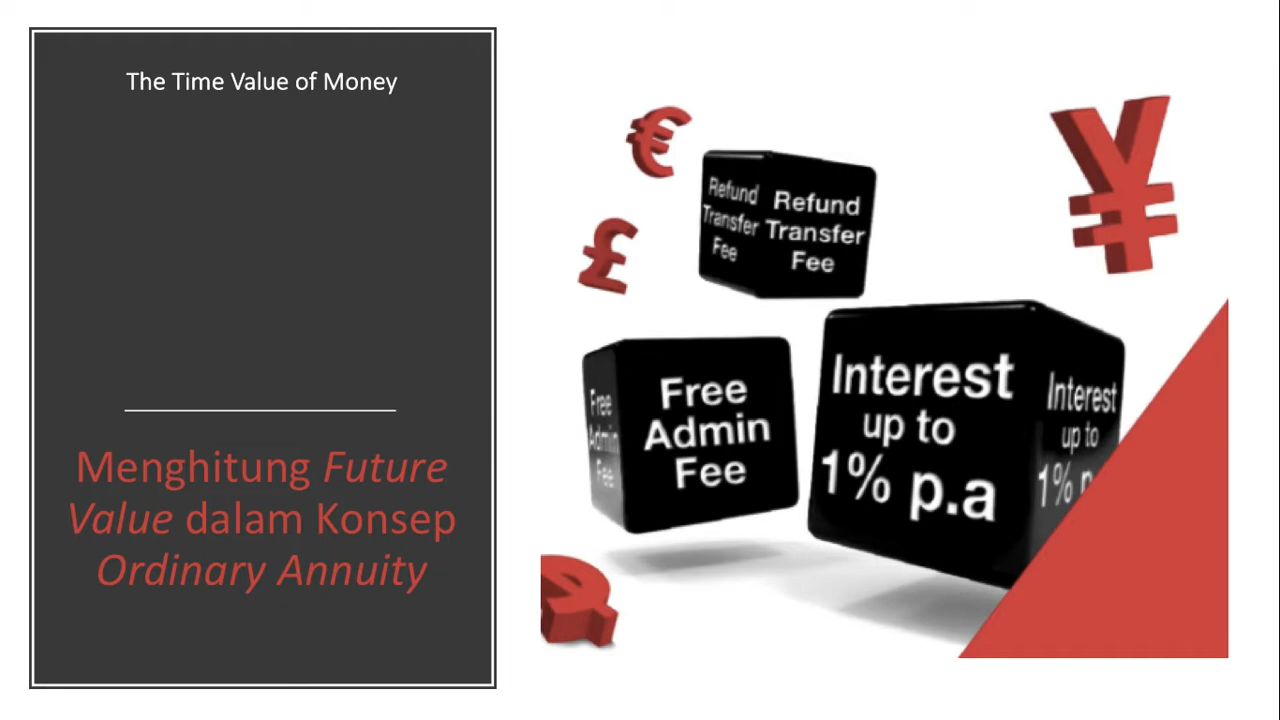 The Time Value of Money
Menghitung Future
Value dalam Konsep
Ordinary Annuity
€
£
¥
Refund
Transfer
Fee
Refund
Transfer
Fee
Free
Admin
Fee
Free
Admin
Fee
Interest
up to
1% p.a
Interest
up to
1% p